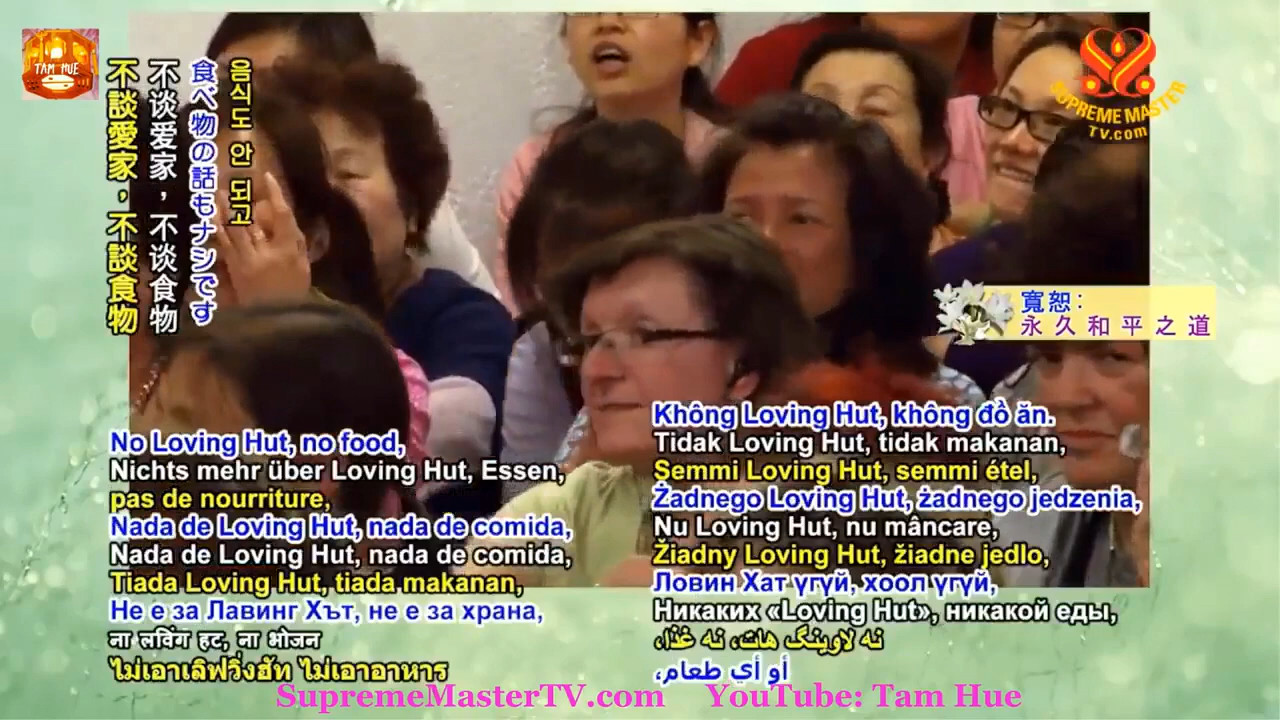 TAM HUE
음식도 안 되고
食べ物の話もナシです
不谈爱家，不谈食物
不談愛家，不談食物
SUPREME MASTER
TV.com
寬恕：
永久和平之道
No Loving Hut, no food,
Nichts mehr über Loving Hut, Essen,
pas de nourriture,
Nada de Loving Hut, nada de comida,
Nada de Loving Hut, nada de comida,
Tiada Loving Hut, tiada makanan,
Не е за Лавинг Хът, не е за храна,
ना लविंग हट, ना भोजन
ไม่เอาเลิฟวิ่งฮัท ไม่เอาอาหาร
Không Loving Hut, không đồ ăn.
Tidak Loving Hut, tidak makanan,
Semmi Loving Hut, semmi étel,
Żadnego Loving Hut, żadnego jedzenia,
Nu Loving Hut, nu mâncare,
Žiadny Loving Hut, žiadne jedlo,
Ловин Хат үгүй, хоол үгүй,
Никаких «Loving Hut», никакой еды,
نه لاوینگ هات، نه غذا،
أو أي طعام،
SupremeMasterTV.com YouTube: Tam Hue